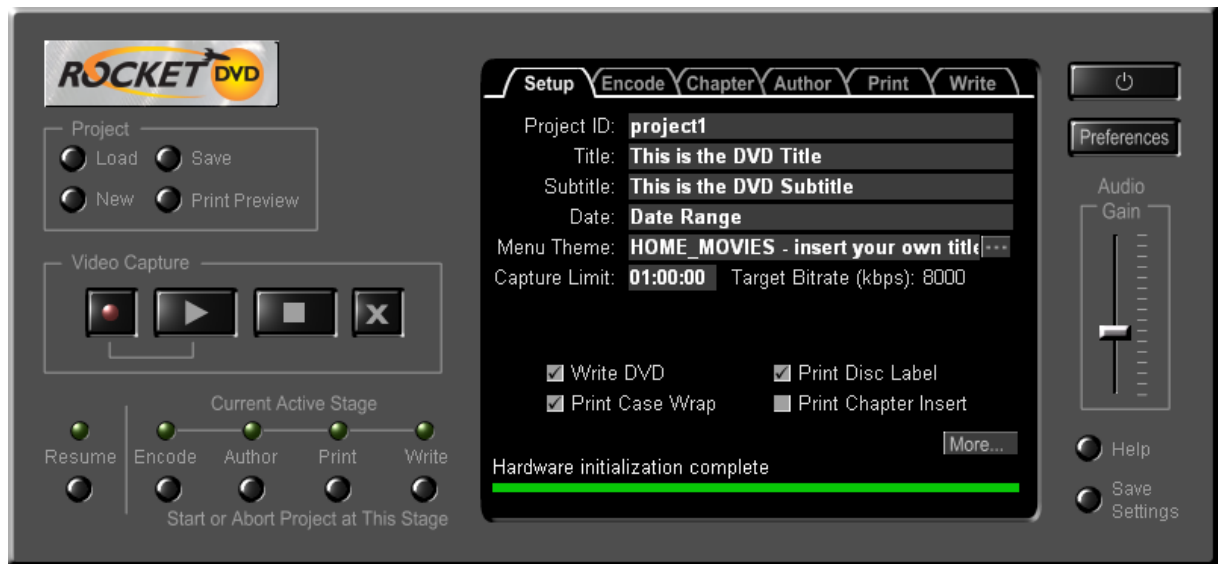 ROCKET DVD
Project
Load Save
New Print Preview
Video Capture
X
Current Active Stage
Resume Encode Author Print Write
Start or Abort Project at This Stage
Setup Encode Chapter Author Print Write
Project ID: project1
Title: This is the DVD Title
Subtitle: This is the DVD Subtitle
Date: Date Range
Menu Theme: HOME_MOVIES - insert your own title ...
Capture Limit: 01:00:00 Target Bitrate (kbps): 8000
Write DVD Print Disc Label
Print Case Wrap Print Chapter Insert
More...
Hardware initialization complete
Preferences
Audio
Gain
Help
Save
Settings